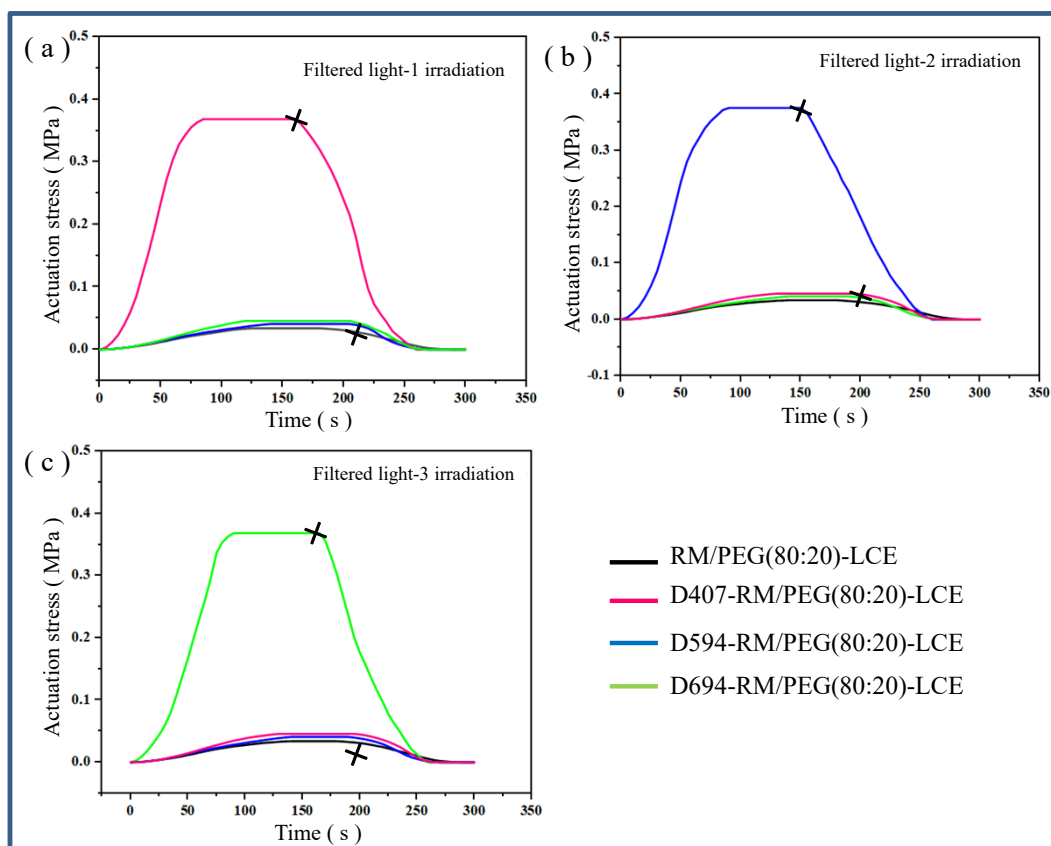 ( a )
Filtered light-1 irradiation
Actuation stress ( MPa )
0.5
0.4
0.3
0.2
0.1
0.0
0 50 100 150 200 250 300 350
Time ( s )
( b )
Filtered light-2 irradiation
Actuation stress ( MPa )
0.5
0.4
0.3
0.2
0.1
0.0
-0.1
0 50 100 150 200 250 300 350
Time ( s )
( c )
Filtered light-3 irradiation
Actuation stress ( MPa )
0.5
0.4
0.3
0.2
0.1
0.0
0 50 100 150 200 250 300 350
Time ( s )
RM/PEG(80:20)-LCE
D407-RM/PEG(80:20)-LCE
D594-RM/PEG(80:20)-LCE
D694-RM/PEG(80:20)-LCE